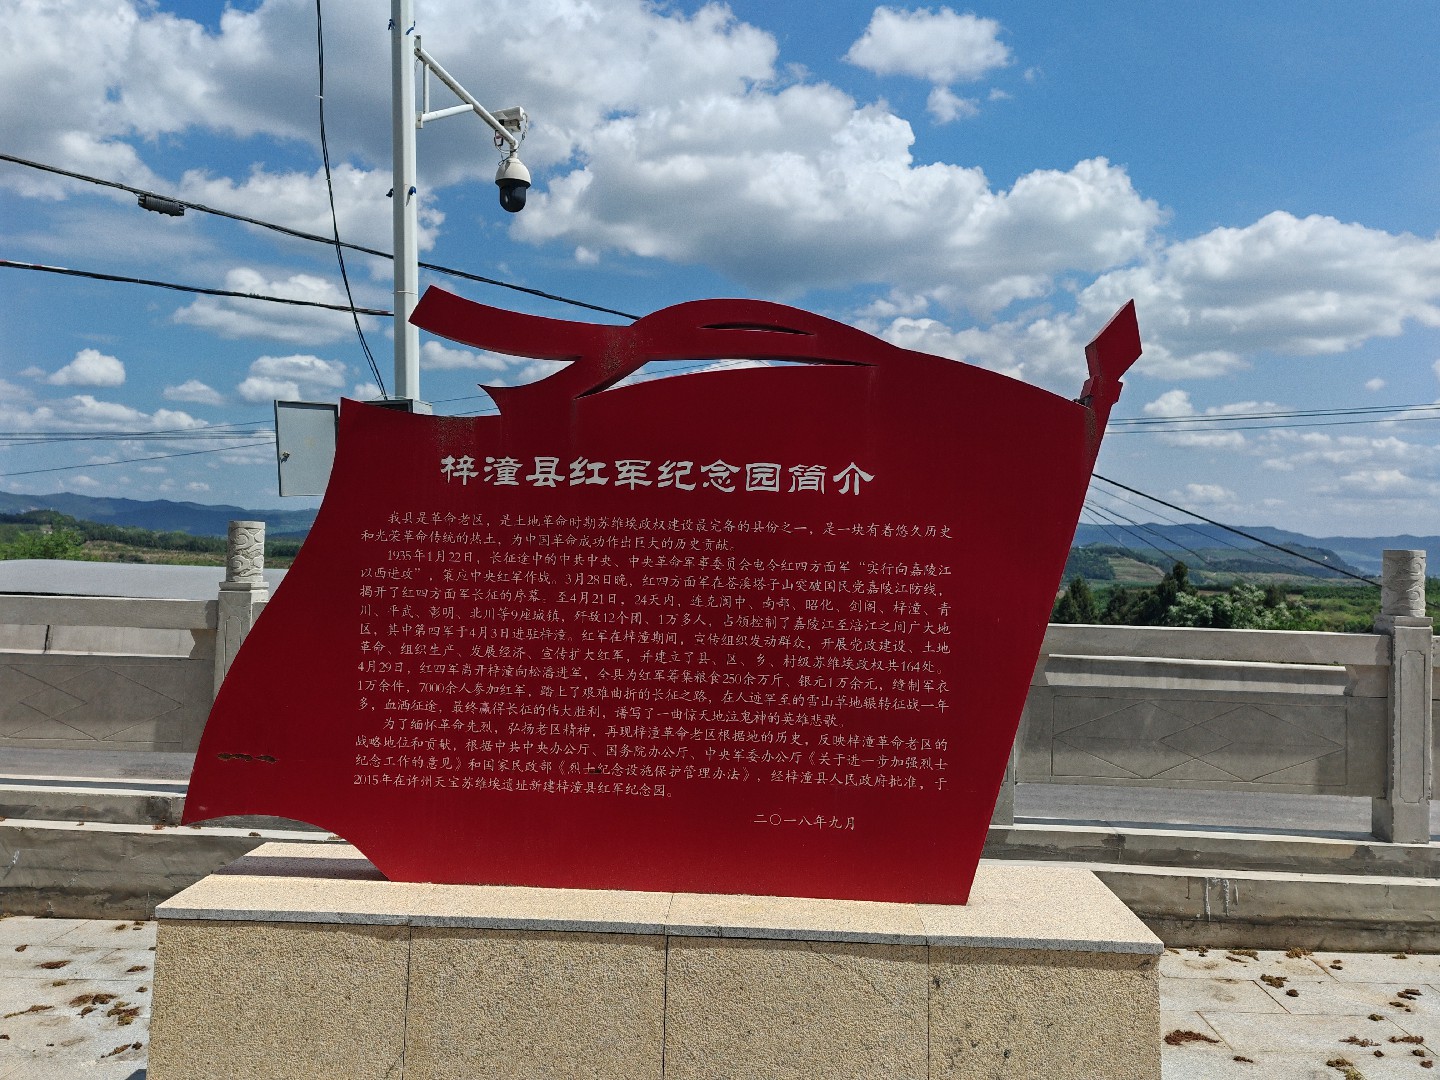 梓潼县红军纪念园简介
我县是革命老区，是土地革命时期苏维埃政权建设最完备的县份之一，是一块有着悠久历史
和光荣革命传统的热土，为中国革命成功作出巨大的历史贡献。
1935年1月22日，长征途中的中共中央、中央革命军事委员会电令红四方面军“实行向嘉陵江
以西进攻”，策应中央红军作战。3月28日晚，红四方面军在苍溪塔子山突破国民党嘉陵江防线，
揭开了红四方面军长征的序幕。至4月21日，24天内，连克阆中、南部、昭化、剑阁、梓潼、青
川、平武、彰明、北川等9座城镇，歼敌12个团、1万多人，占领控制了嘉陵江至涪江之间广大地
区，其中第四军于4月3日进驻梓潼。红军在梓潼期间，宣传组织发动群众，开展党政建设、土地
革命、组织生产、发展经济、宣传扩大红军，并建立了县、区、乡、村级苏维埃政权共164处。
4月29日，红四军离开梓潼向松潘进军，全县为红军筹集粮食250余万斤、银元1万余元，缝制军衣
1万余件，7000余人参加红军，踏上了艰难曲折的长征之路，在人迹罕至的雪山草地辗转征战一年
多，血洒征途，最终赢得长征的伟大胜利，谱写了一曲惊天地泣鬼神的英雄悲歌。
为了缅怀革命先烈，弘扬老区精神，再现梓潼革命老区根据地的历史，反映梓潼革命老区的
战略地位和贡献，根据中共中央办公厅、国务院办公厅、中央军委办公厅《关于进一步加强烈士
纪念工作的意见》和国家民政部《烈士纪念设施保护管理办法》，经梓潼县人民政府批准，于
2015年在许州天宝苏维埃遗址新建梓潼县红军纪念园。
二〇一八年九月